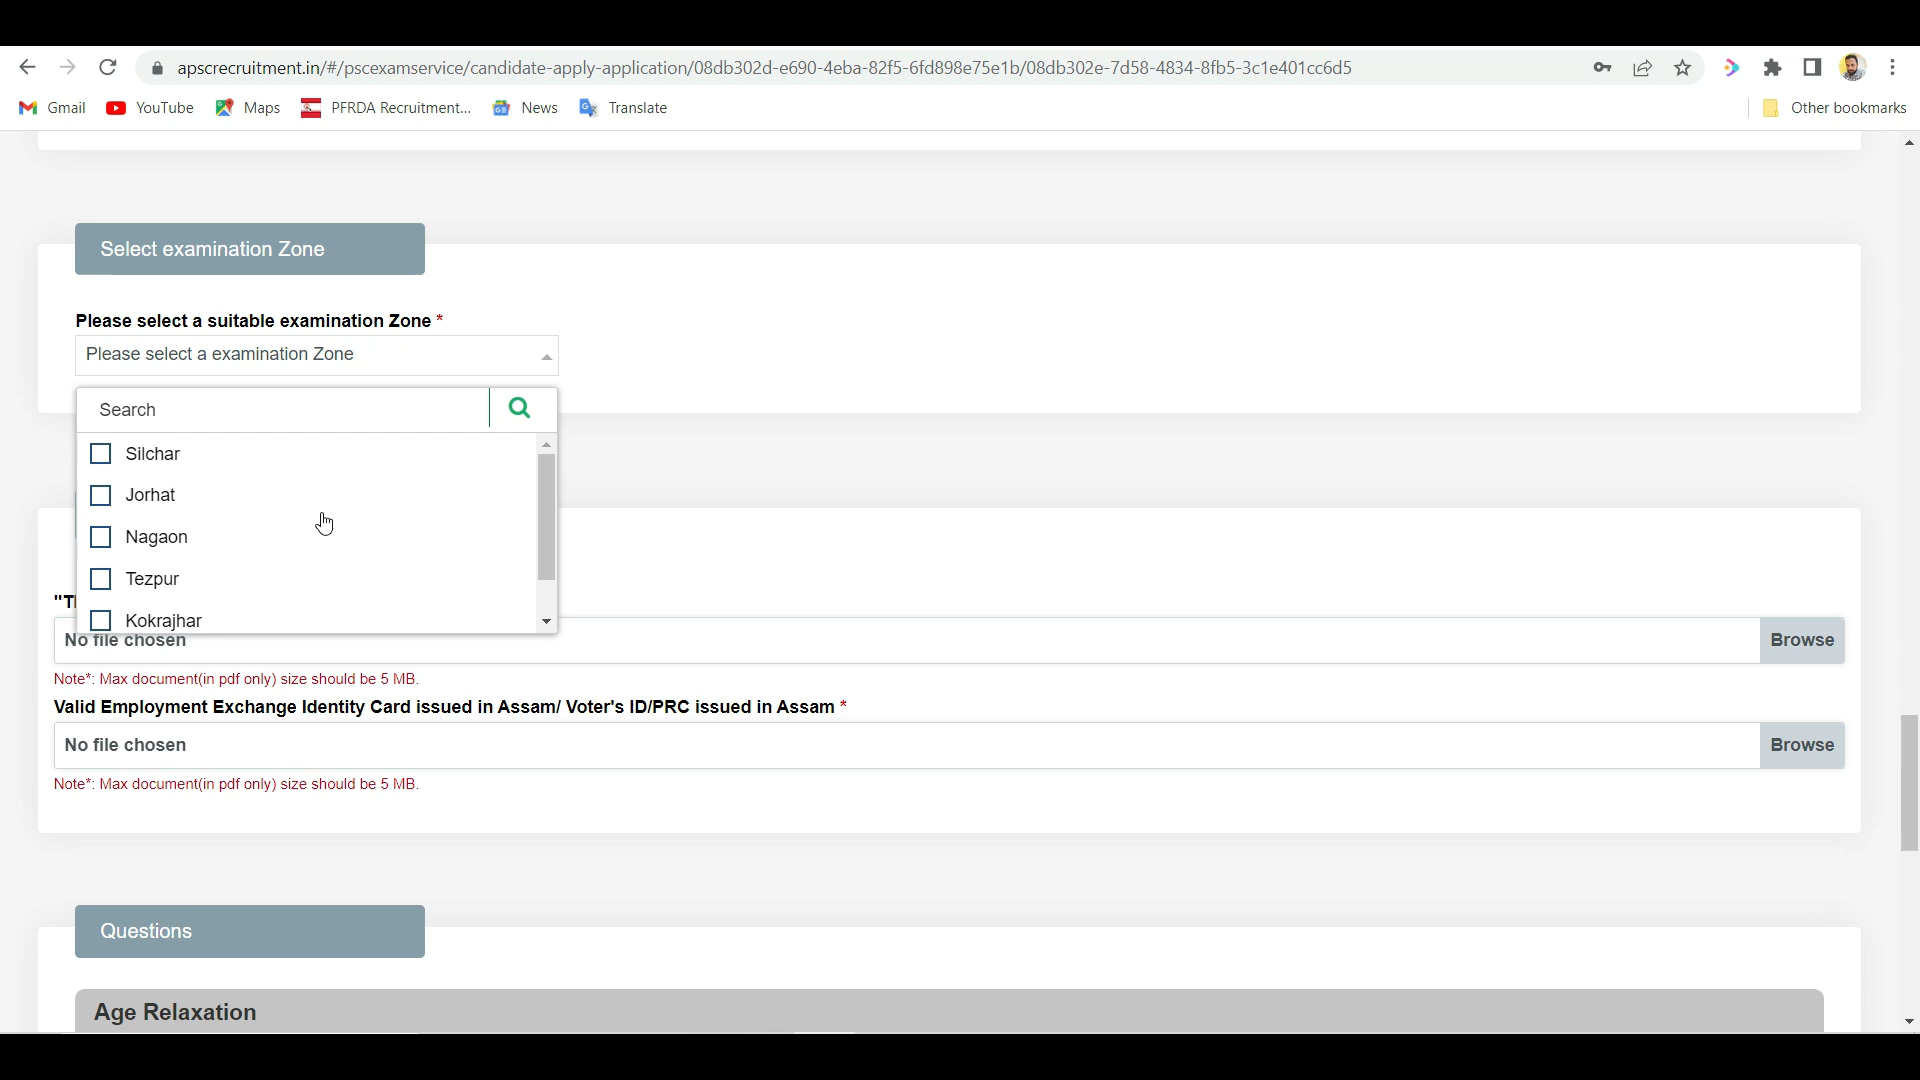 apscrecruitment.in/#/pscexamservice/candidate-apply-application/08db302d-e690-4eba-82f5-6fd898e75e1b/08db302e-7d58-4834-8fb5-3c1e401cc6d5
Gmail YouTube Maps PFRDA Recruitment... News Translate Other bookmarks
Select examination Zone
Please select a suitable examination Zone *
Please select a examination Zone
Search
Silchar
Jorhat
Nagaon
Tezpur
Kokrajhar
No file chosen Browse
Note*: Max document(in pdf only) size should be 5 MB.
Valid Employment Exchange Identity Card issued in Assam/ Voter's ID/PRC issued in Assam *
No file chosen Browse
Note*: Max document(in pdf only) size should be 5 MB.
Questions
Age Relaxation